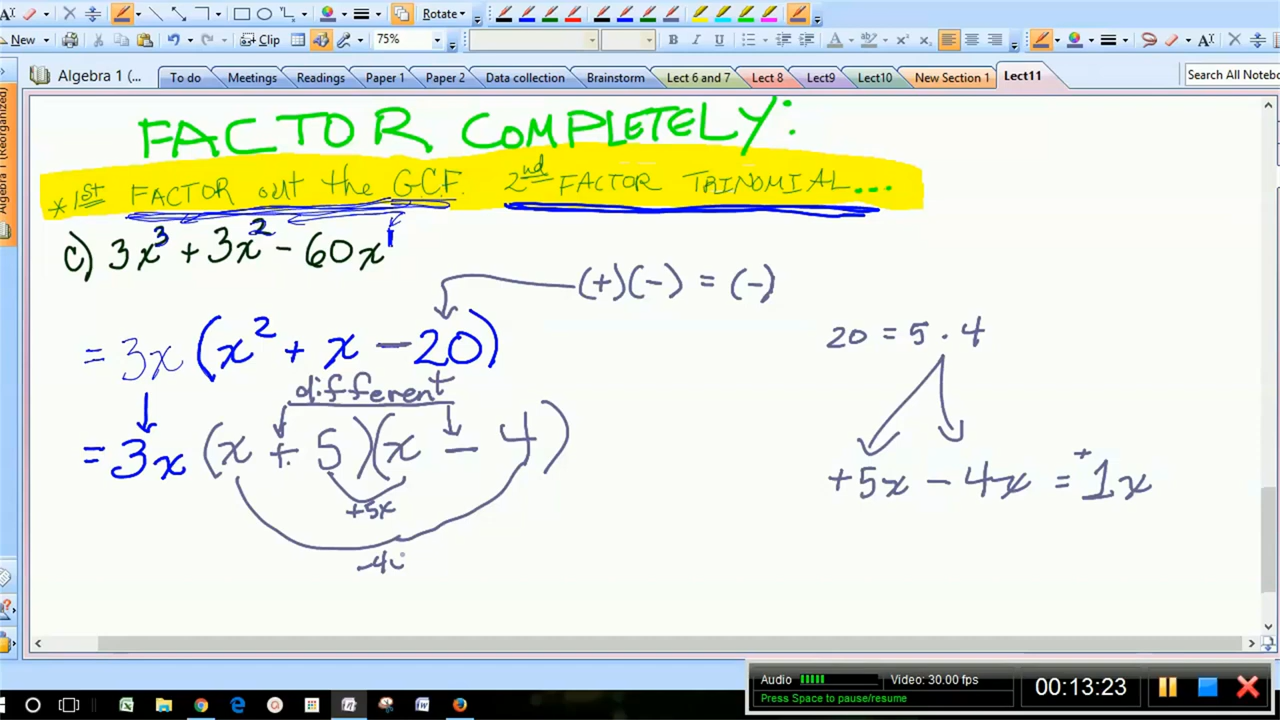 Rotate
New
Clip
75%
B I U
Algebra 1 (...
To do
Meetings
Readings
Paper 1
Paper 2
Data collection
Brainstorm
Lect 6 and 7
Lect 8
Lect9
Lect10
New Section 1
Lect11
Search All Notebo
Algebra I (Reorganized
FACTOR COMPLETELY:
*1st FACTOR out the GCF. 2nd FACTOR TRINOMIAL...
c) 3x³ + 3x² - 60x¹
(+)(-) = (-)
= 3x (x² + x - 20)
20 = 5 . 4
different
= 3x (x + 5)(x - 4)
+5x - 4x = +1x
+5x
-4
Audio
Video: 30.00 fps
Press Space to pause/resume
00:13:23